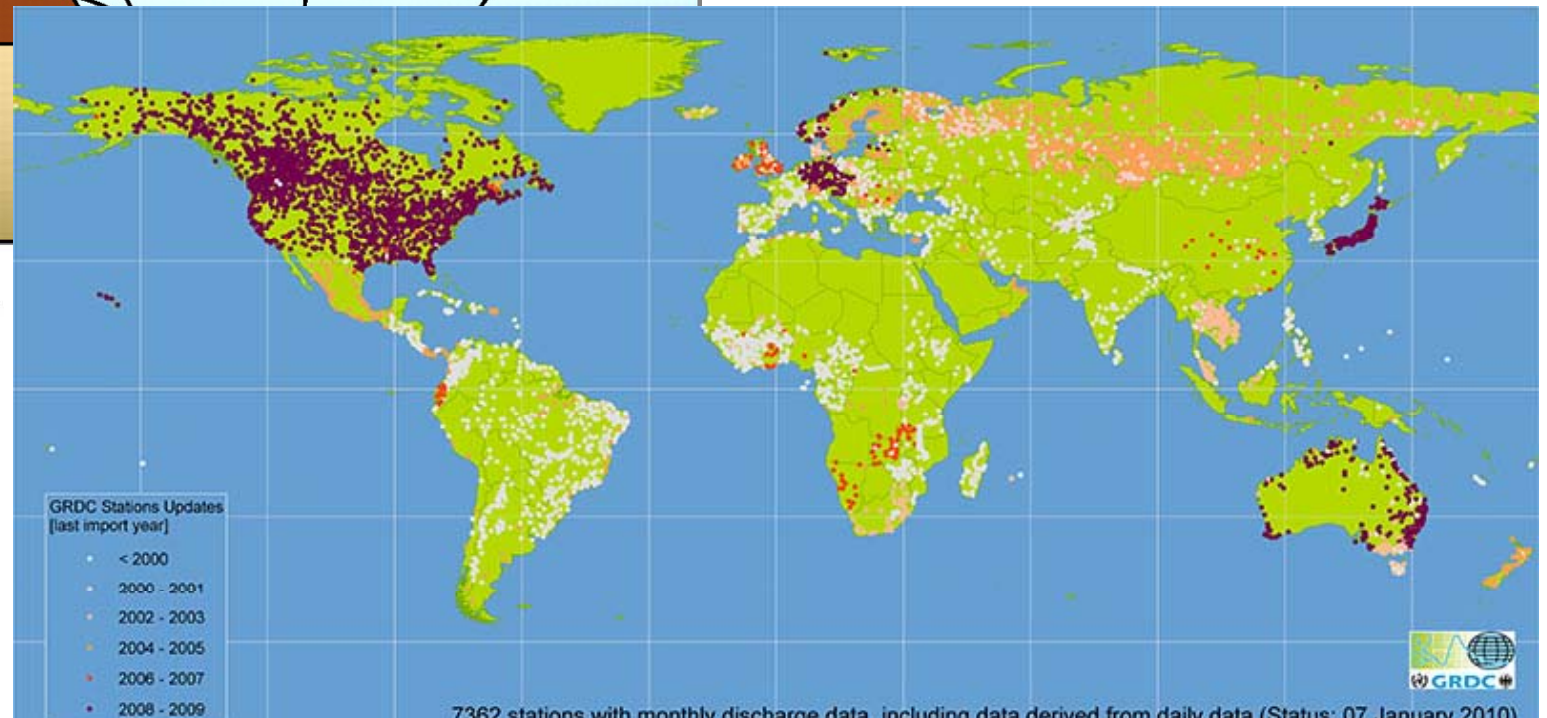 GRDC Stations Updates
[last import year]
< 2000
2000 - 2001
2002 - 2003
2004 - 2005
2006 - 2007
2008 - 2009
GRDC
7362 stations with monthly discharge data, including data derived from daily data (Status: 07 January 2010)